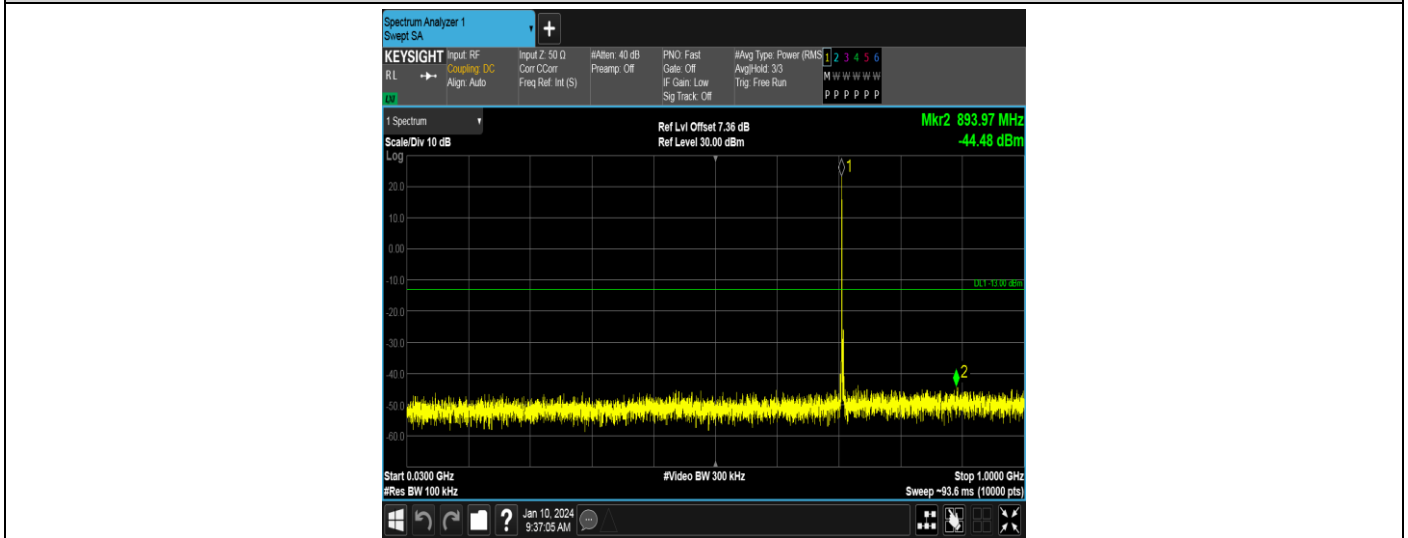 Spectrum Analyzer 1
Swept SA
+
KEYSIGHT Input: RF Input Z: 50 Ω #Atten: 40 dB PNO: Fast #Avg Type: Power (RMS 1 2 3 4 5 6
RL Coupling: DC Corr CCorr Preamp: Off Gate: Off Avg|Hold: 3/3 M W W W W W
Align: Auto Freq Ref: Int (S) IF Gain: Low Trig: Free Run
Sig Track: Off P P P P P P
1 Spectrum Ref Lvl Offset 7.36 dB Mkr2 893.97 MHz
Scale/Div 10 dB Ref Level 30.00 dBm -44.48 dBm
Log
1
20.0
10.0
0.00
-10.0
DL1 -13.00 dBm
-20.0
-30.0
-40.0
2
-50.0
-60.0
Start 0.0300 GHz #Video BW 300 kHz Stop 1.0000 GHz
#Res BW 100 kHz Sweep ~93.6 ms (10000 pts)
? Jan 10, 2024
9:37:05 AM